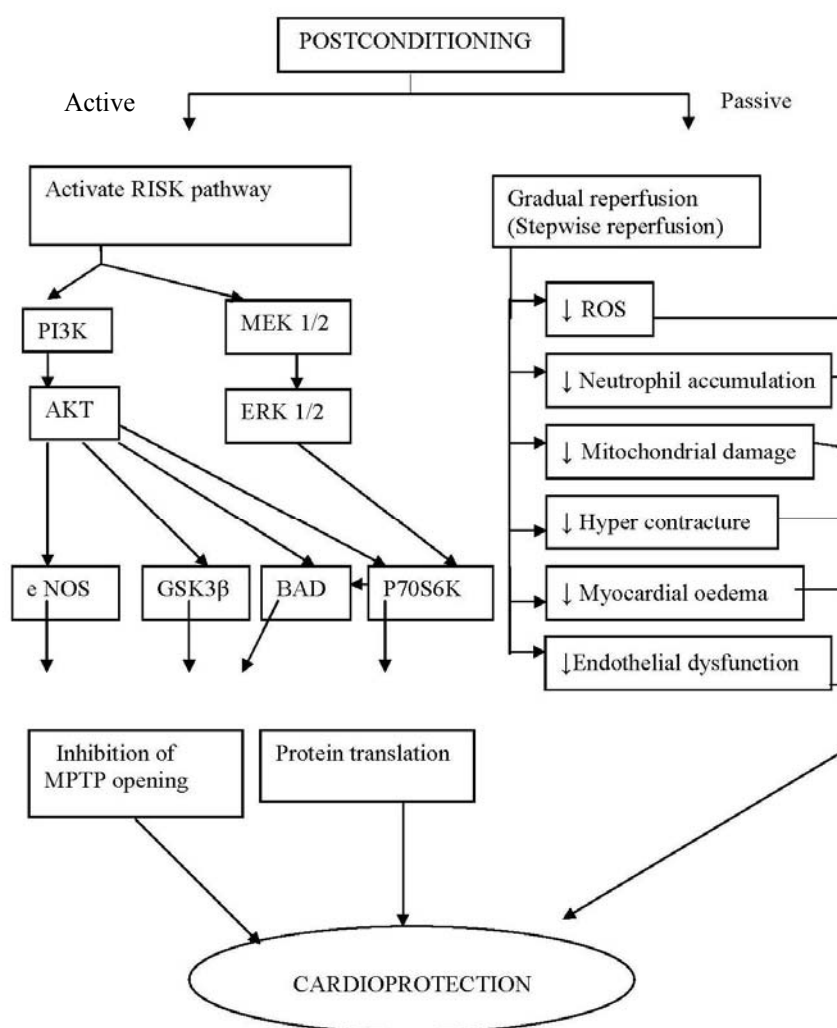 POSTCONDITIONING
Active
Passive
Activate RISK pathway
Gradual reperfusion
(Stepwise reperfusion)
PI3K
MEK 1/2
AKT
ERK 1/2
e NOS
GSK3β
BAD
P70S6K
↓ ROS
↓ Neutrophil accumulation
↓ Mitochondrial damage
↓ Hyper contracture
↓ Myocardial oedema
↓Endothelial dysfunction
Inhibition of
MPTP opening
Protein translation
CARDIOPROTECTION